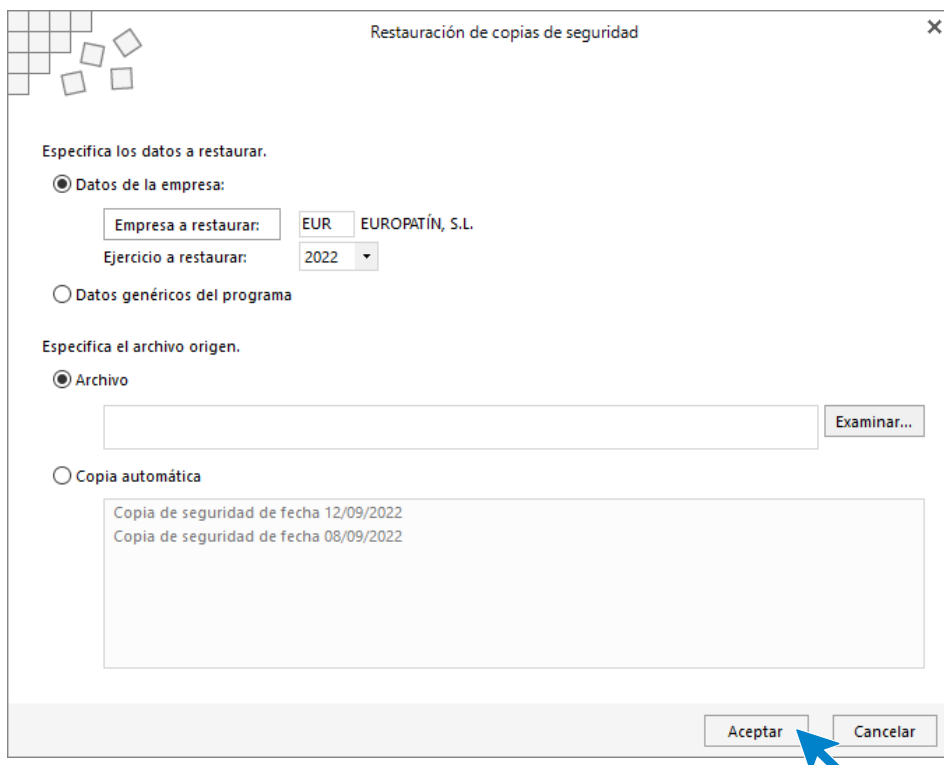 Restauración de copias de seguridad
Especifica los datos a restaurar.
Datos de la empresa:
Empresa a restaurar: EUR EUROPATÍN, S.L.
Ejercicio a restaurar: 2022
Datos genéricos del programa
Especifica el archivo origen.
Archivo
Examinar...
Copia automática
Copia de seguridad de fecha 12/09/2022
Copia de seguridad de fecha 08/09/2022
Aceptar Cancelar